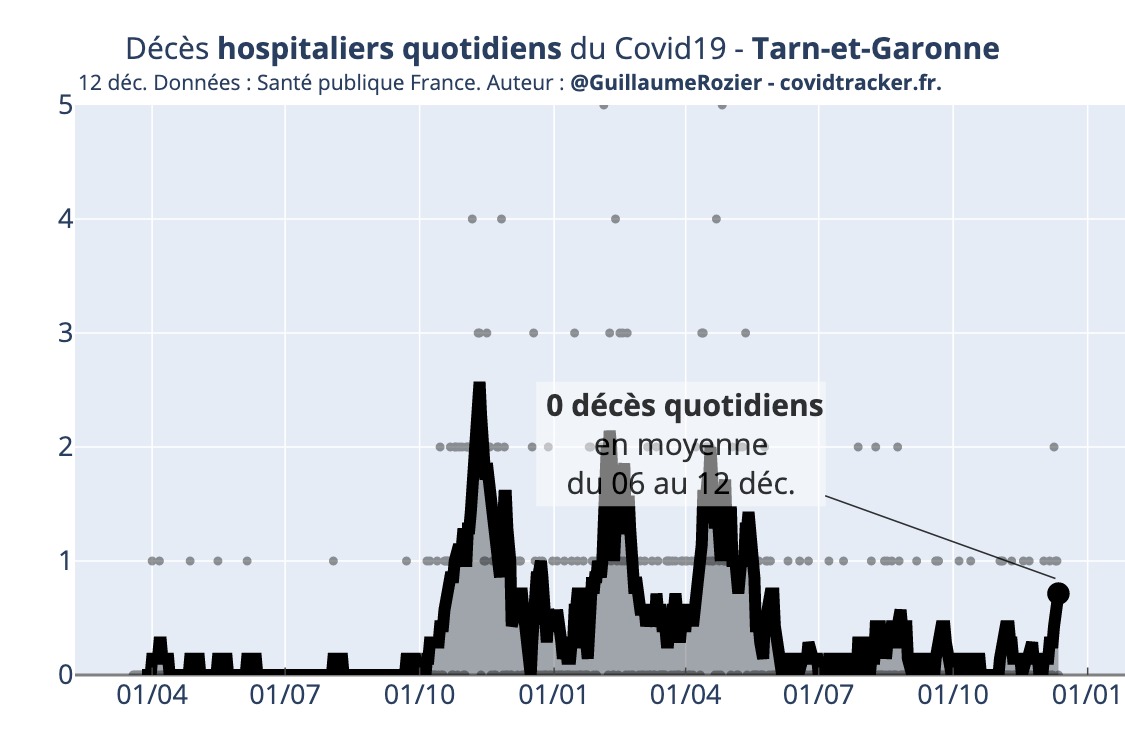 Décès hospitaliers quotidiens du Covid19 - Tarn-et-Garonne
12 déc. Données : Santé publique France. Auteur : @GuillaumeRozier - covidtracker.fr.
5
4
3
2
1
0
0 décès quotidiens
en moyenne
du 06 au 12 déc.
01/04 01/07 01/10 01/01 01/04 01/07 01/10 01/01